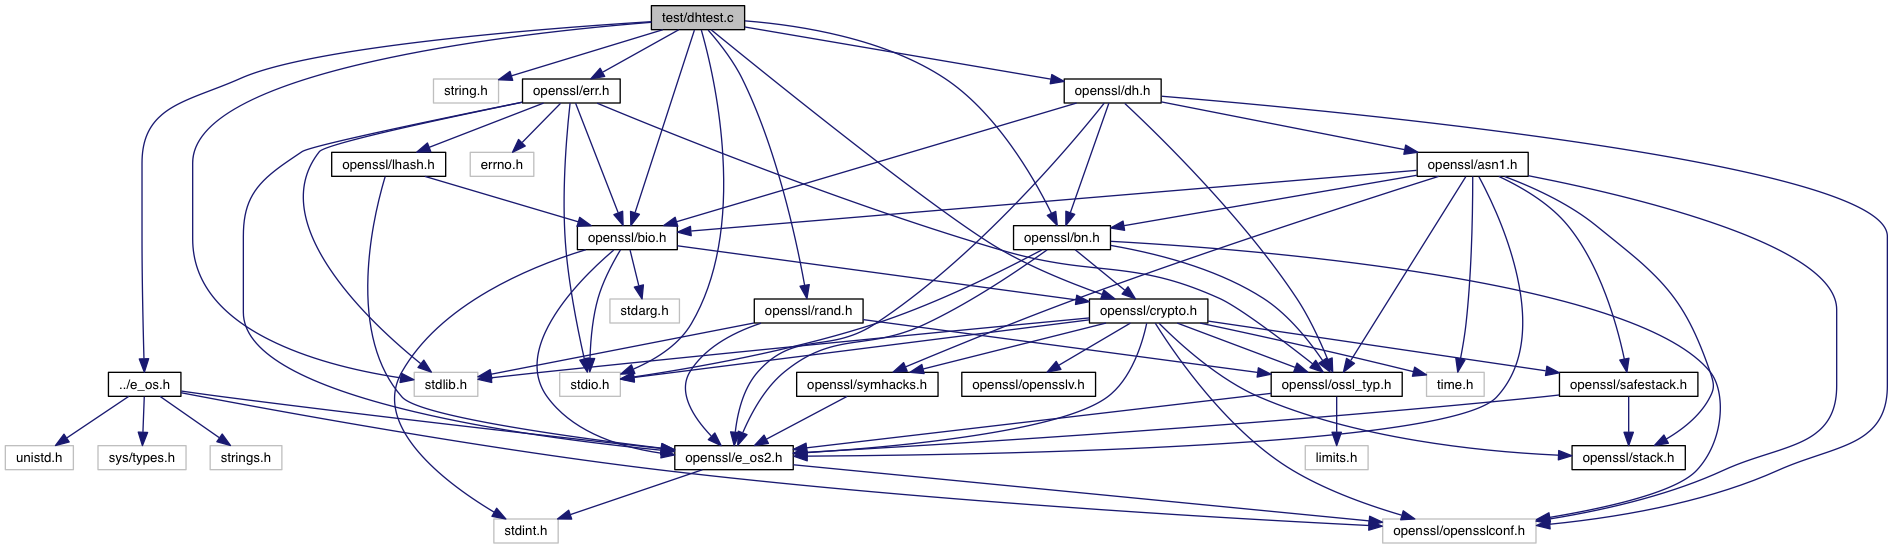 test/dhtest.c
string.h
openssl/err.h
openssl/dh.h
openssl/lhash.h
errno.h
openssl/asn1.h
openssl/bio.h
openssl/bn.h
stdarg.h
openssl/rand.h
openssl/crypto.h
../e_os.h
stdlib.h
stdio.h
openssl/symhacks.h
openssl/opensslv.h
openssl/ossl_typ.h
time.h
openssl/safestack.h
unistd.h
sys/types.h
strings.h
openssl/e_os2.h
limits.h
openssl/stack.h
stdint.h
openssl/opensslconf.h